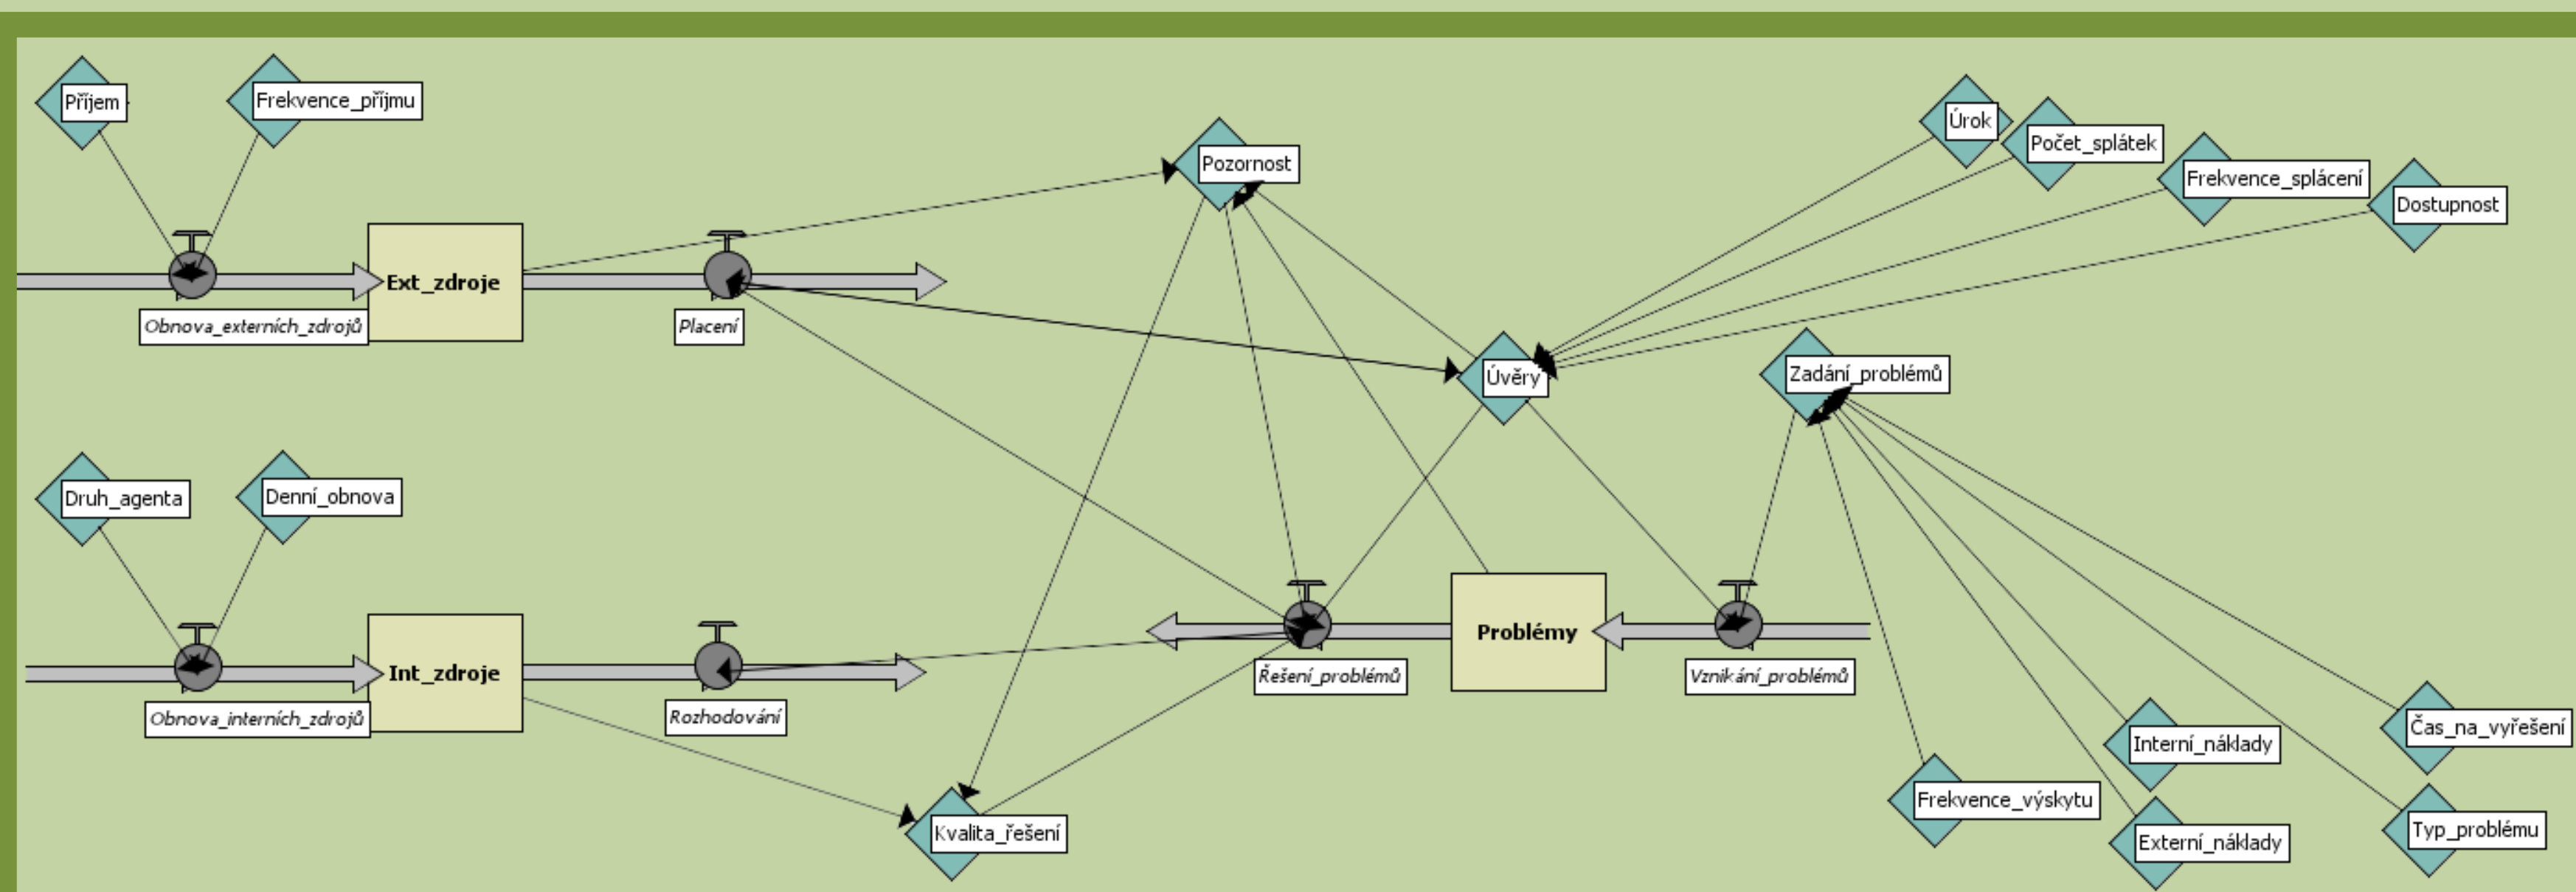 Příjem
Frekvence_příjmu
Pozornost
Úrok
Počet_splátek
Frekvence_splácení
Dostupnost
Ext_zdroje
Obnova_externích_zdrojů
Placení
Úvěry
Zadání_problémů
Druh_agenta
Denní_obnova
Int_zdroje
Problémy
Obnova_interních_zdrojů
Rozhodování
Řešení_problémů
Vznikání_problémů
Kvalita_řešení
Čas_na_vyřešení
Interní_náklady
Frekvence_výskytu
Typ_problému
Externí_náklady